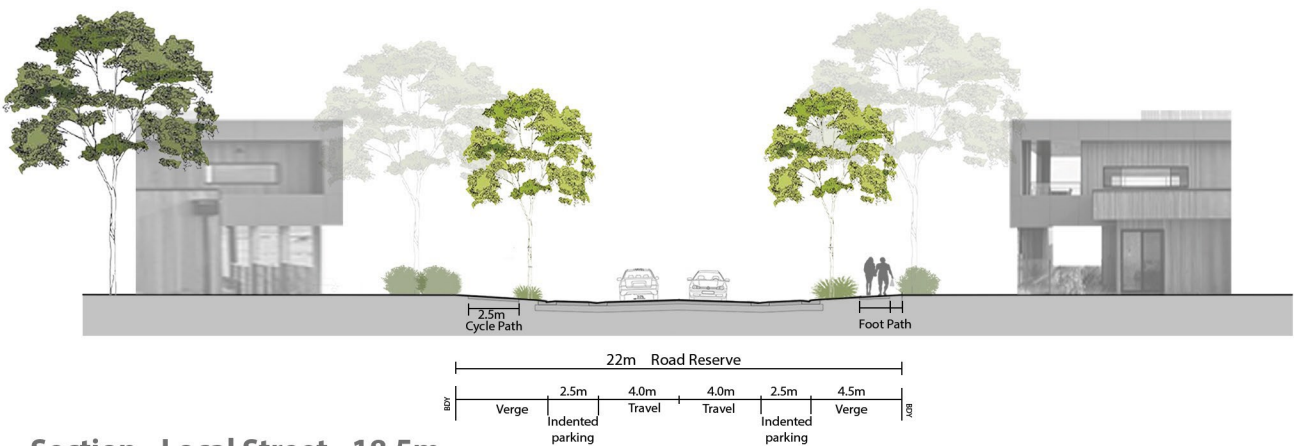 2.5m
Cycle Path
Foot Path
22m Road Reserve
BDY
Verge
2.5m
Indented
parking
4.0m
Travel
4.0m
Travel
2.5m
Indented
parking
4.5m
Verge
BDY
Section - Local Street - 18.5m